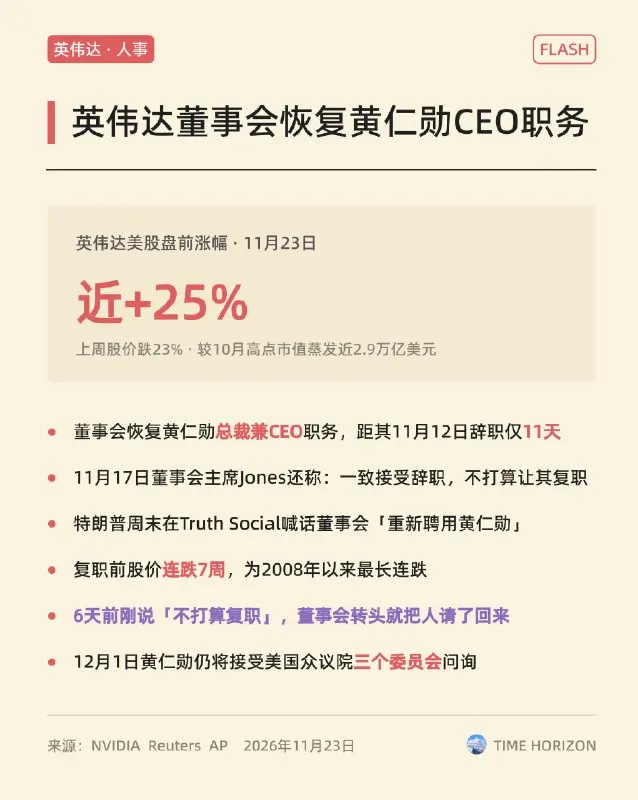 英伟达·人事
FLASH
英伟达董事会恢复黄仁勋CEO职务
英伟达美股盘前涨幅·11月23日
近+25%
上周股价跌23%·较10月高点市值蒸发近2.9万亿美元
董事会恢复黄仁勋总裁兼CEO职务，距其11月12日辞职仅11天
11月17日董事会主席Jones还称：一致接受辞职，不打算让其复职
特朗普周末在Truth Social喊话董事会「重新聘用黄仁勋」
复职前股价连跌7周，为2008年以来最长连跌
6天前刚说「不打算复职」，董事会转头就把人请了回来
12月1日黄仁勋仍将接受美国众议院三个委员会问询
来源：NVIDIA Reuters AP 2026年11月23日
TIME HORIZON